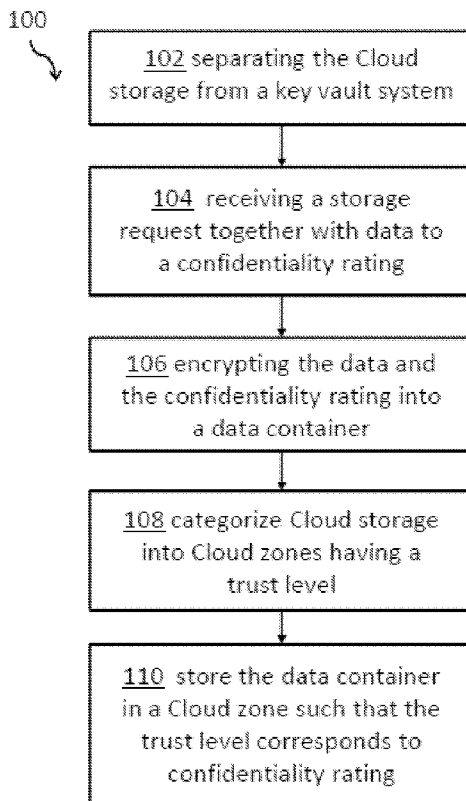 100
102 separating the Cloud
storage from a key vault system
104 receiving a storage
request together with data to
a confidentiality rating
106 encrypting the data and
the confidentiality rating into
a data container
108 categorize Cloud storage
into Cloud zones having a
trust level
110 store the data container
in a Cloud zone such that the
trust level corresponds to
confidentiality rating